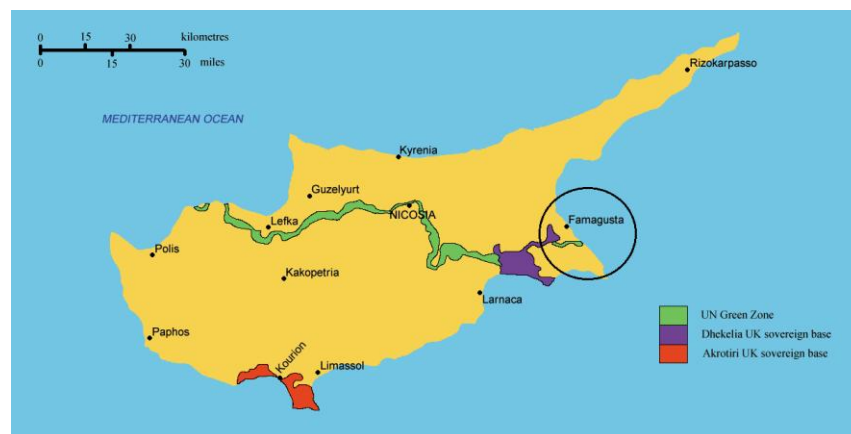 0 15 30 kilometres
0 15 30 miles
Rizokarpasso
MEDITERRANEAN OCEAN
Kyrenia
Guzelyurt
NICOSIA
Lefka
Famagusta
Polis
Kakopetria
Larnaca
UN Green Zone
Dhekelia UK sovereign base
Akrotiri UK sovereign base
Paphos
Kourion
Limassol